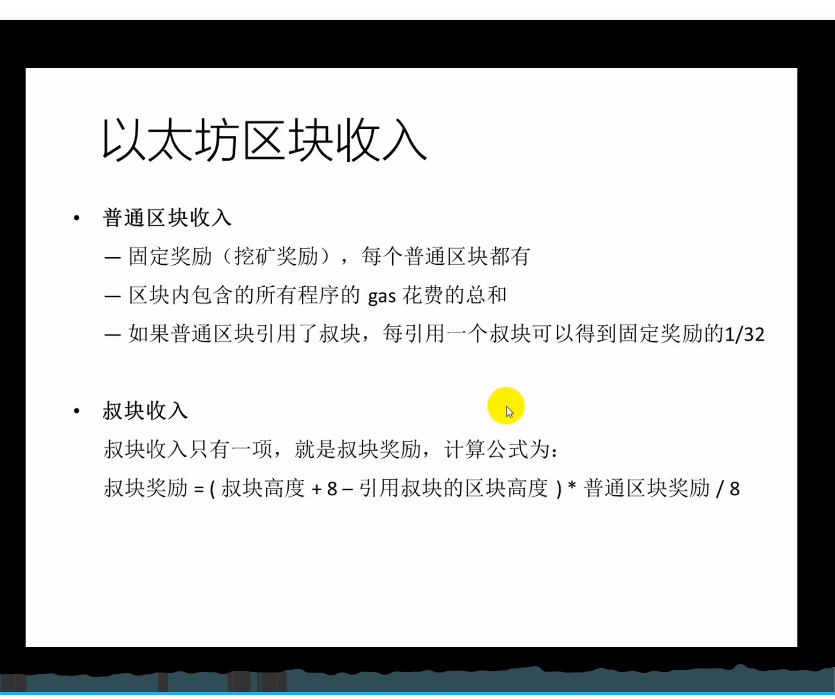 以太坊区块收入
• 普通区块收入
— 固定奖励（挖矿奖励），每个普通区块都有
— 区块内包含的所有程序的 gas 花费的总和
— 如果普通区块引用了叔块，每引用一个叔块可以得到固定奖励的1/32
• 叔块收入
叔块收入只有一项，就是叔块奖励，计算公式为：
叔块奖励 = ( 叔块高度 + 8 – 引用叔块的区块高度 ) * 普通区块奖励 / 8